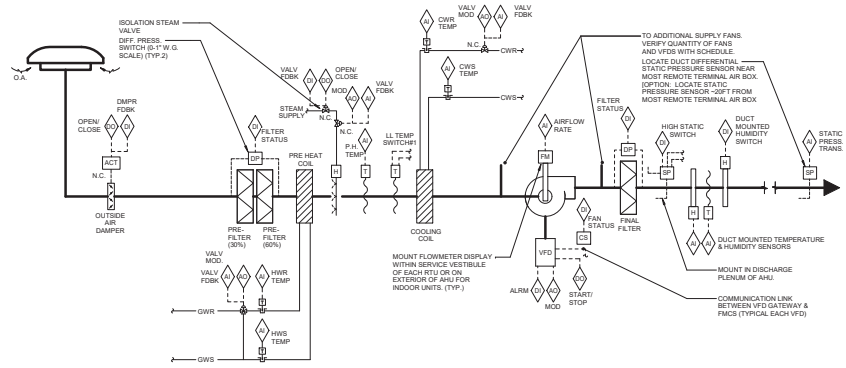 ISOLATION STEAM
VALVE
DIFF. PRESS.
SWITCH (0-1" W.G.
SCALE) (TYP.2)
O.A.
DMPR
FDBK
OPEN/
CLOSE
DO
DI
ACT
N.C.
OUTSIDE
AIR
DAMPER
DI
FILTER
STATUS
DP
PRE-
FILTER
(30%)
PRE-
FILTER
(60%)
PRE HEAT
COIL
VALV
FDBK
OPEN/
CLOSE
DI
DO
STEAM
SUPPLY
N.C.
MOD
VALV
FDBK
AO
AI
N.C.
P.H.
TEMP
AI
LL TEMP
SWITCH#1
H
T
T
VALV
MOD.
VALV
FDBK
AI
AO
AI
HWR
TEMP
T
GWR
AI
HWS
TEMP
T
GWS
CWR
TEMP
AI
T
VALV
MOD
VALV
FDBK
AO
AI
N.C.
CWR
AI
CWS
TEMP
T
CWS
COOLING
COIL
AI
AIRFLOW
RATE
FM
MOUNT FLOWMETER DISPLAY
WITHIN SERVICE VESTIBULE
OF EACH RTU OR ON
EXTERIOR OF AHU FOR
INDOOR UNITS. (TYP.)
DI
FAN
STATUS
CS
VFD
ALRM
DI
AO
MOD
DO
START/
STOP
TO ADDITIONAL SUPPLY FANS.
VERIFY QUANTITY OF FANS
AND VFDS WITH SCHEDULE.
LOCATE DUCT DIFFERENTIAL
STATIC PRESSURE SENSOR NEAR
MOST REMOTE TERMINAL AIR BOX.
[OPTION: LOCATE STATIC
PRESSURE SENSOR ~20FT FROM
MOST REMOTE TERMINAL AIR BOX
FILTER
STATUS
DI
DP
FINAL
FILTER
HIGH STATIC
SWITCH
DI
SP
DUCT
MOUNTED
HUMIDITY
SWITCH
DI
H
AI
STATIC
PRESS.
TRANS.
SP
H
T
AI
AI
DUCT MOUNTED TEMPERATURE
& HUMIDITY SENSORS
MOUNT IN DISCHARGE
PLENUM OF AHU.
COMMUNICATION LINK
BETWEEN VFD GATEWAY &
FMCS (TYPICAL EACH VFD)